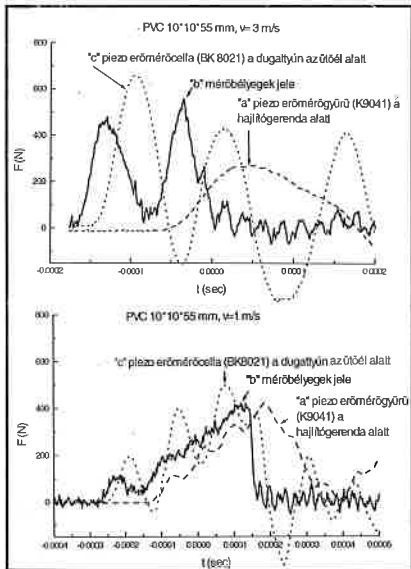 PVC 10*10*55 mm, v=3 m/s
800
600
400
200
0
F(N)
"c" piezo erőmérőcella (BK 8021) a dugattyún az ütőél alatt
"b" mérőbélyegek jele
"a" piezo erőmérőgyűrű (K9041) a
hajlítógerenda alatt
-0.0002
-0.0001
0.0000
0.0001
0.0002
t (sec)
PVC 10*10*55 mm, v=1 m/s
800
600
400
200
0
F(N)
"c" piezo erőmérőcella (BK8021) a dugattyún az ütőél alatt
"b" mérőbélyegek jele
"a" piezo erőmérőgyűrű
(K9041) a
hajlítógerenda alatt
-0.0004
-0.0003
-0.0002
-0.0001
0.0000
0.0001
0.0002
0.0003
0.0004
0.0005
t (sec)